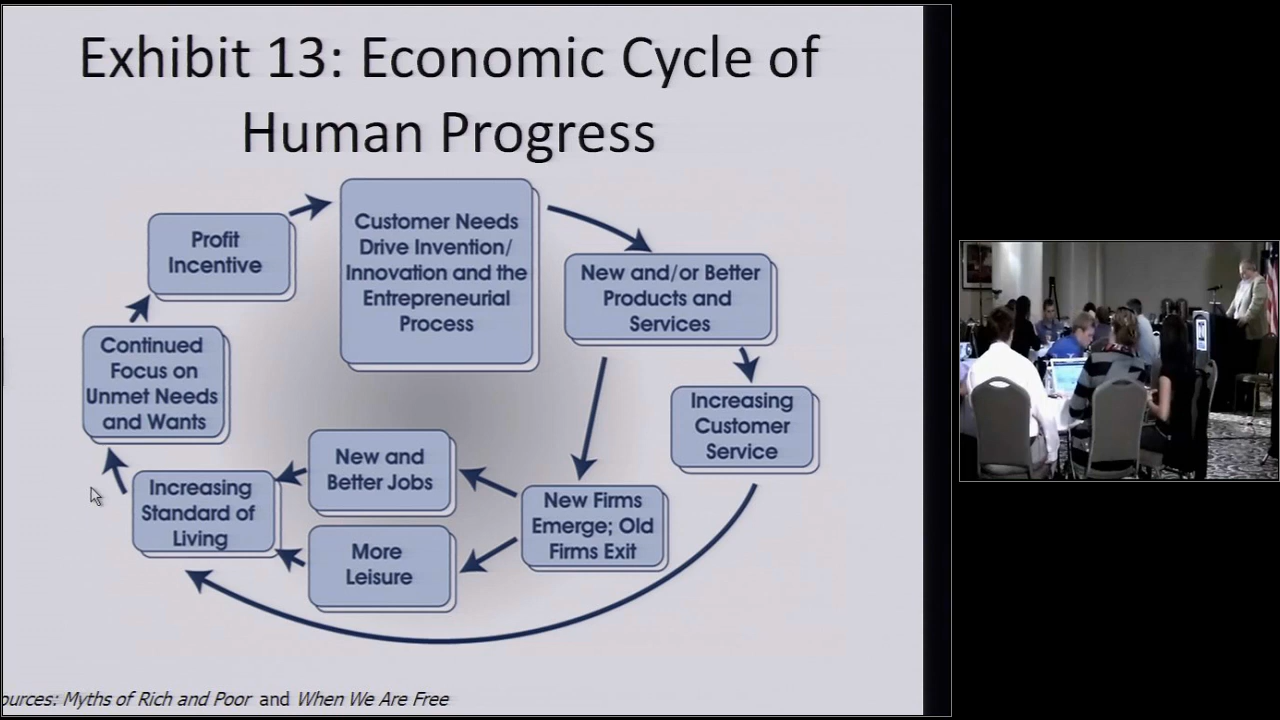 Exhibit 13: Economic Cycle of
Human Progress
Profit
Incentive
Customer Needs
Drive Invention/
Innovation and the
Entrepreneurial
Process
New and/or Better
Products and
Services
Increasing
Customer
Service
New Firms
Emerge; Old
Firms Exit
New and
Better Jobs
More
Leisure
Increasing
Standard of
Living
Continued
Focus on
Unmet Needs
and Wants
ources: Myths of Rich and Poor and When We Are Free